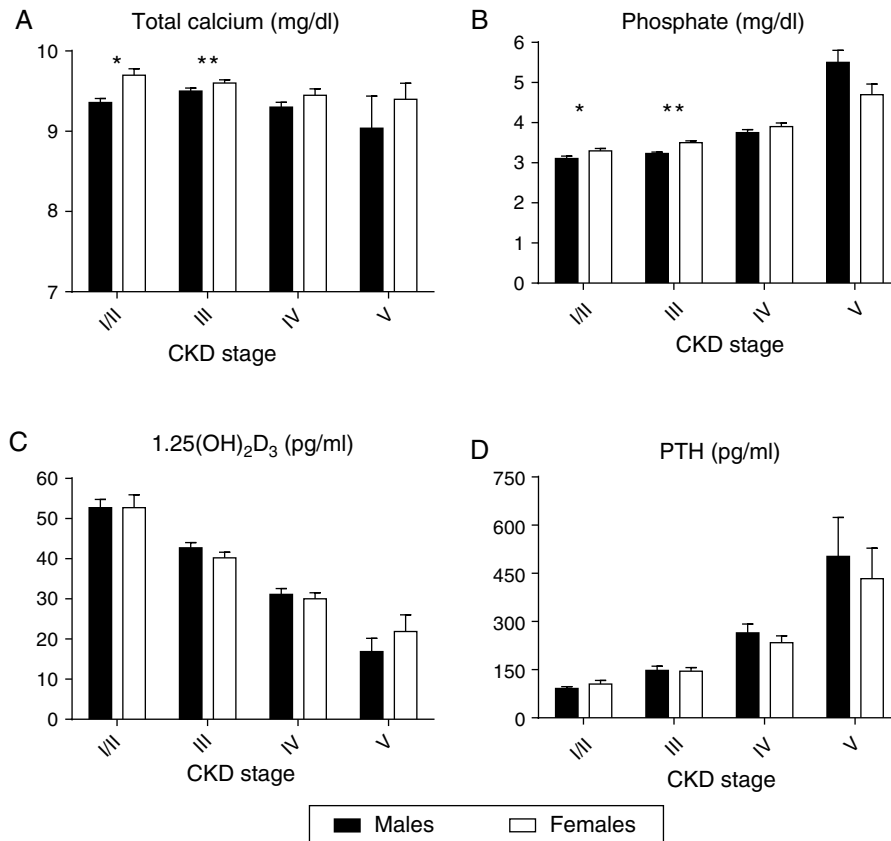 A
Total calcium (mg/dl)
10
9
8
7
* **
I/II III IV V
CKD stage
B
Phosphate (mg/dl)
6
5
4
3
2
1
0
* **
I/II III IV V
CKD stage
C
1.25(OH)₂D₃ (pg/ml)
60
50
40
30
20
10
0
I/II III IV V
CKD stage
D
PTH (pg/ml)
750
600
450
300
150
0
I/II III IV V
CKD stage
Males Females